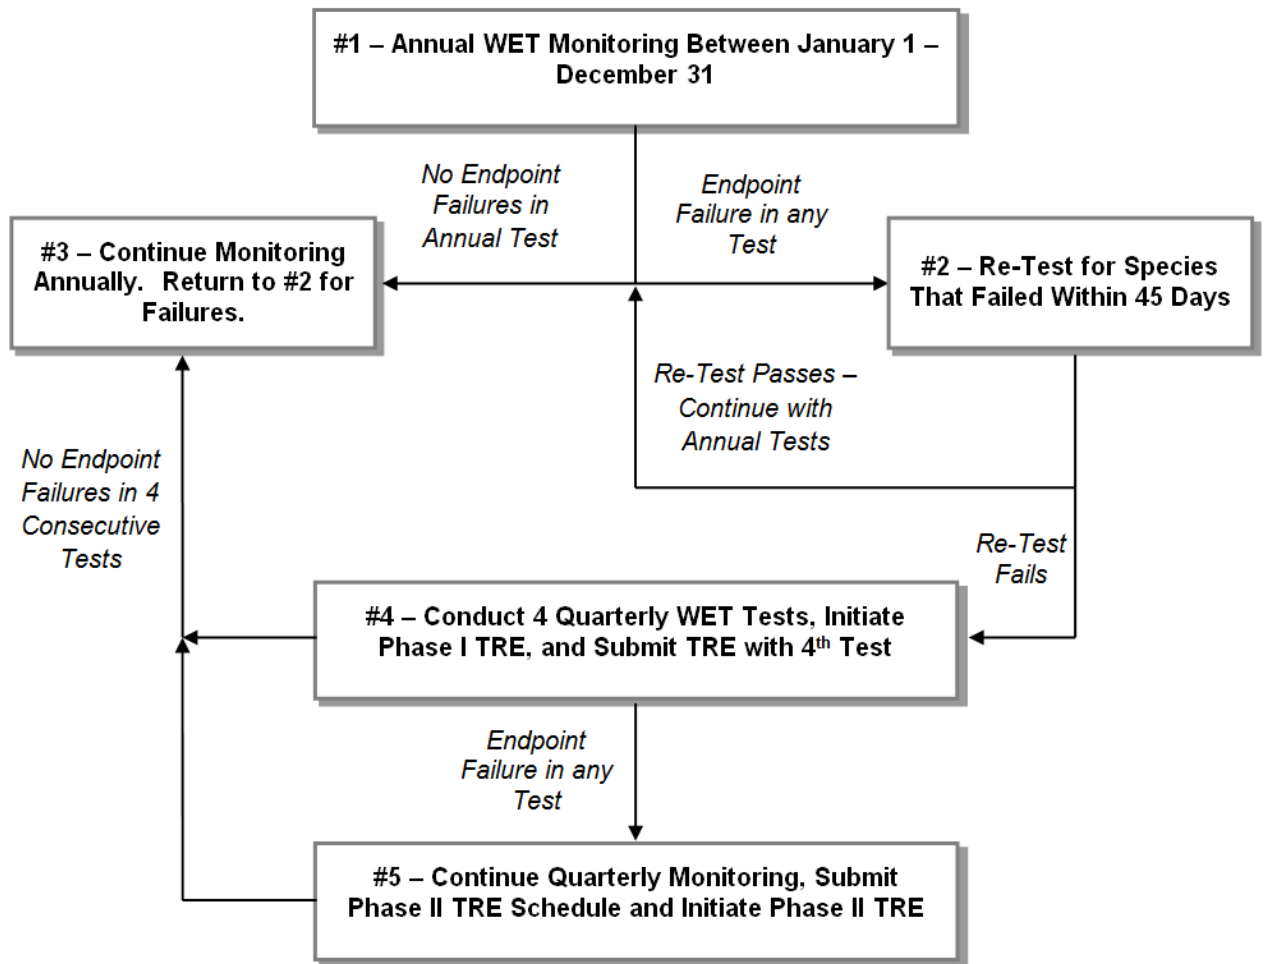 #1 – Annual WET Monitoring Between January 1 –
December 31
No Endpoint
Failures in
Annual Test
Endpoint
Failure in any
Test
#3 – Continue Monitoring
Annually.  Return to #2 for
Failures.
#2 – Re-Test for Species
That Failed Within 45 Days
Re-Test Passes –
Continue with
Annual Tests
No Endpoint
Failures in 4
Consecutive
Tests
Re-Test
Fails
#4 – Conduct 4 Quarterly WET Tests, Initiate
Phase I TRE, and Submit TRE with 4th Test
Endpoint
Failure in any
Test
#5 – Continue Quarterly Monitoring, Submit
Phase II TRE Schedule and Initiate Phase II TRE